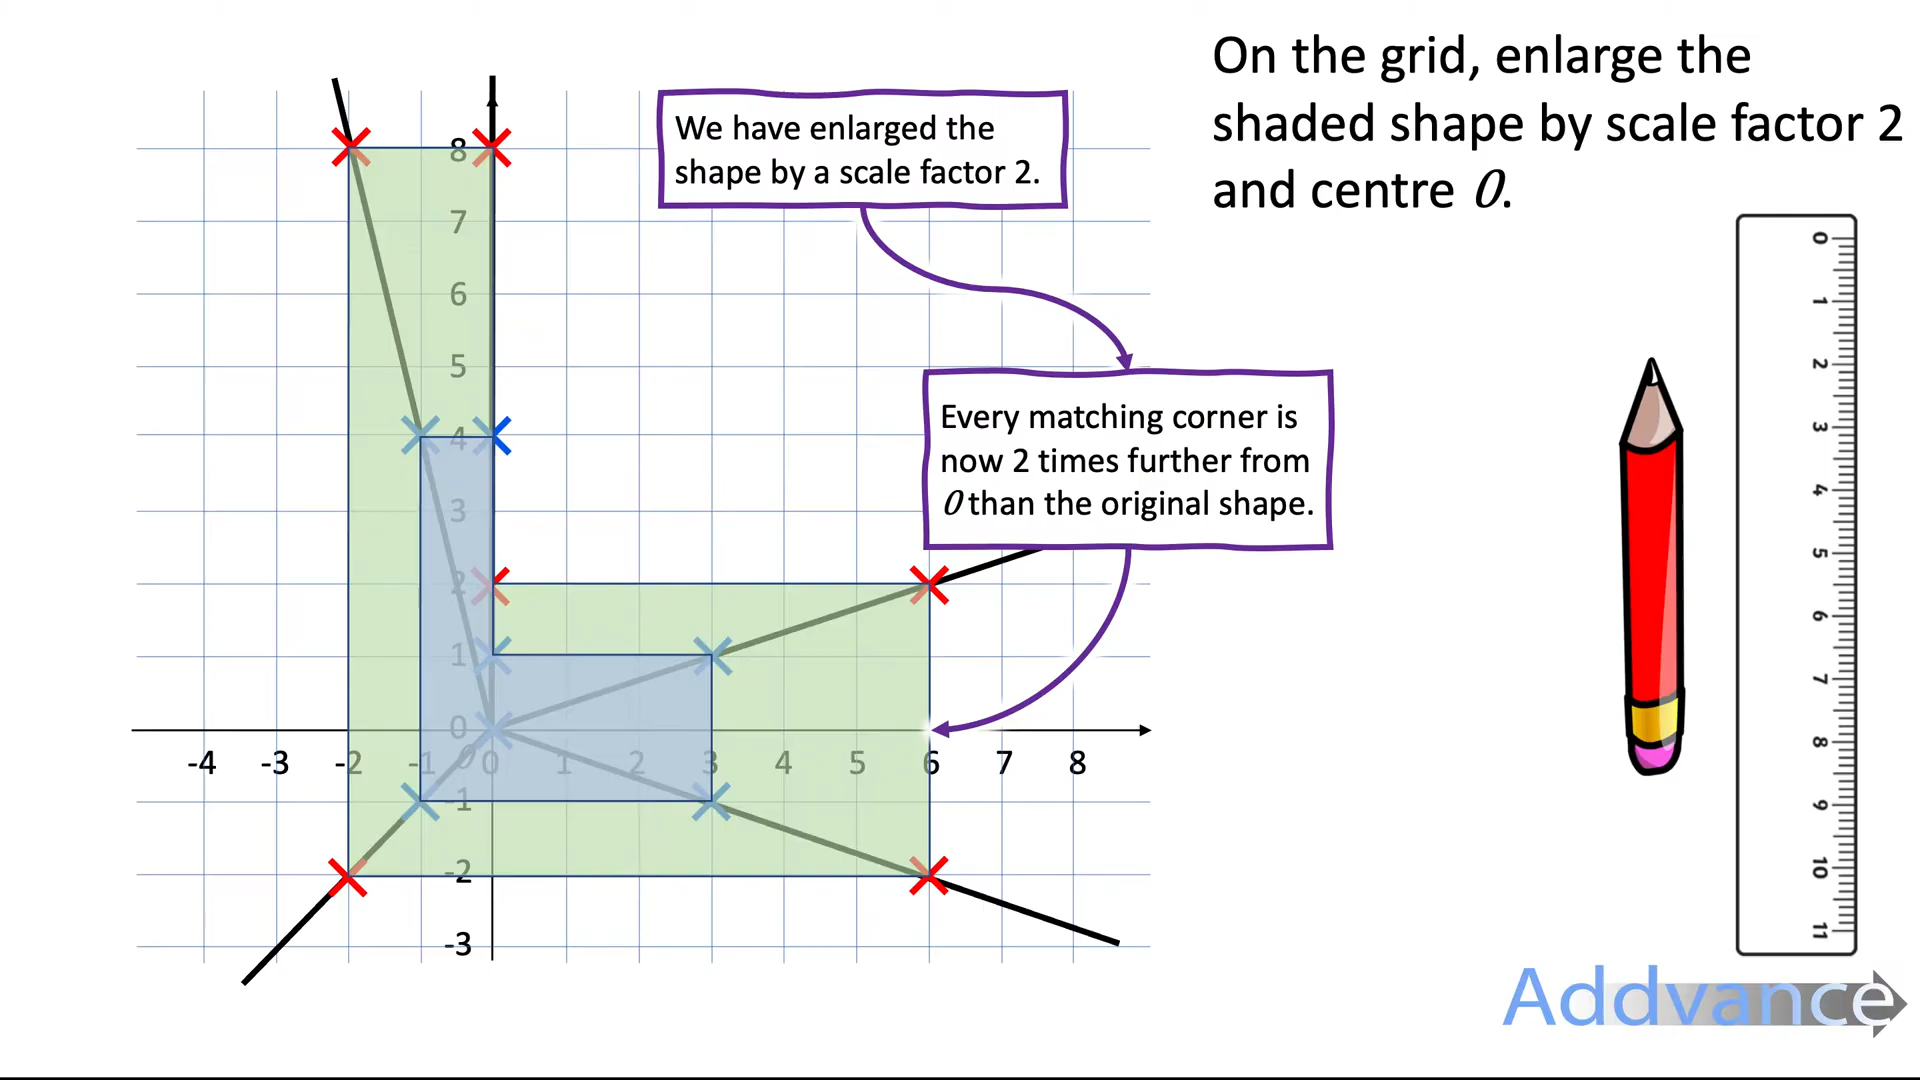 On the grid, enlarge the
shaded shape by scale factor 2
and centre O.
We have enlarged the
shape by a scale factor 2.
Every matching corner is
now 2 times further from
O than the original shape.
8
7
6
5
4
3
2
1
0
-1
-2
-3
-4 -3 -2 -1 0 1 2 3 4 5 6 7 8
O
0
1
2
3
4
5
6
7
8
9
10
11
Addvance